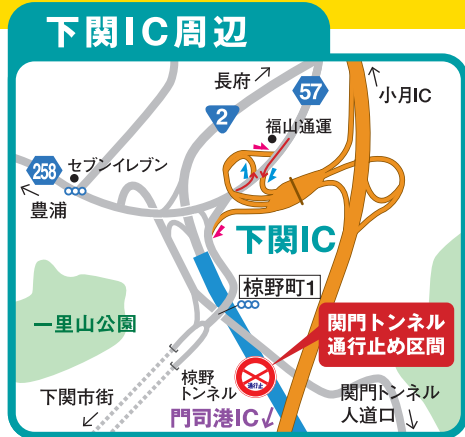 下関IC周辺
長府
57
小月IC
2
福山通運
258
セブンイレブン
豊浦
下関IC
椋野町1
一里山公園
関門トンネル
通行止め区間
椋野
トンネル
通行止
下関市街
門司港IC
関門トンネル
人道口